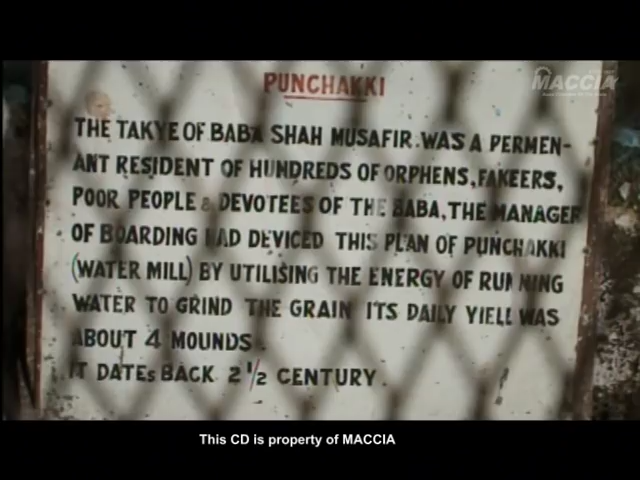 PUNCHAKKI
MACCIA
THE TAKYE OF BABA SHAH MUSAFIR. WAS A PERMEN-
ANT RESIDENT OF HUNDREDS OF ORPHENS, FAKEERS,
POOR PEOPLE & DEVOTEES OF THE BABA, THE MANAGER
OF BOARDING HAD DEVICED THIS PLAN OF PUNCHAKKI
(WATER MILL) BY UTILISING THE ENERGY OF RUNNING
WATER TO GRIND THE GRAIN ITS DAILY YIELL WAS
ABOUT 4 MOUNDS.
IT DATEs BACK 2 1/2 CENTURY.
This CD is property of MACCIA